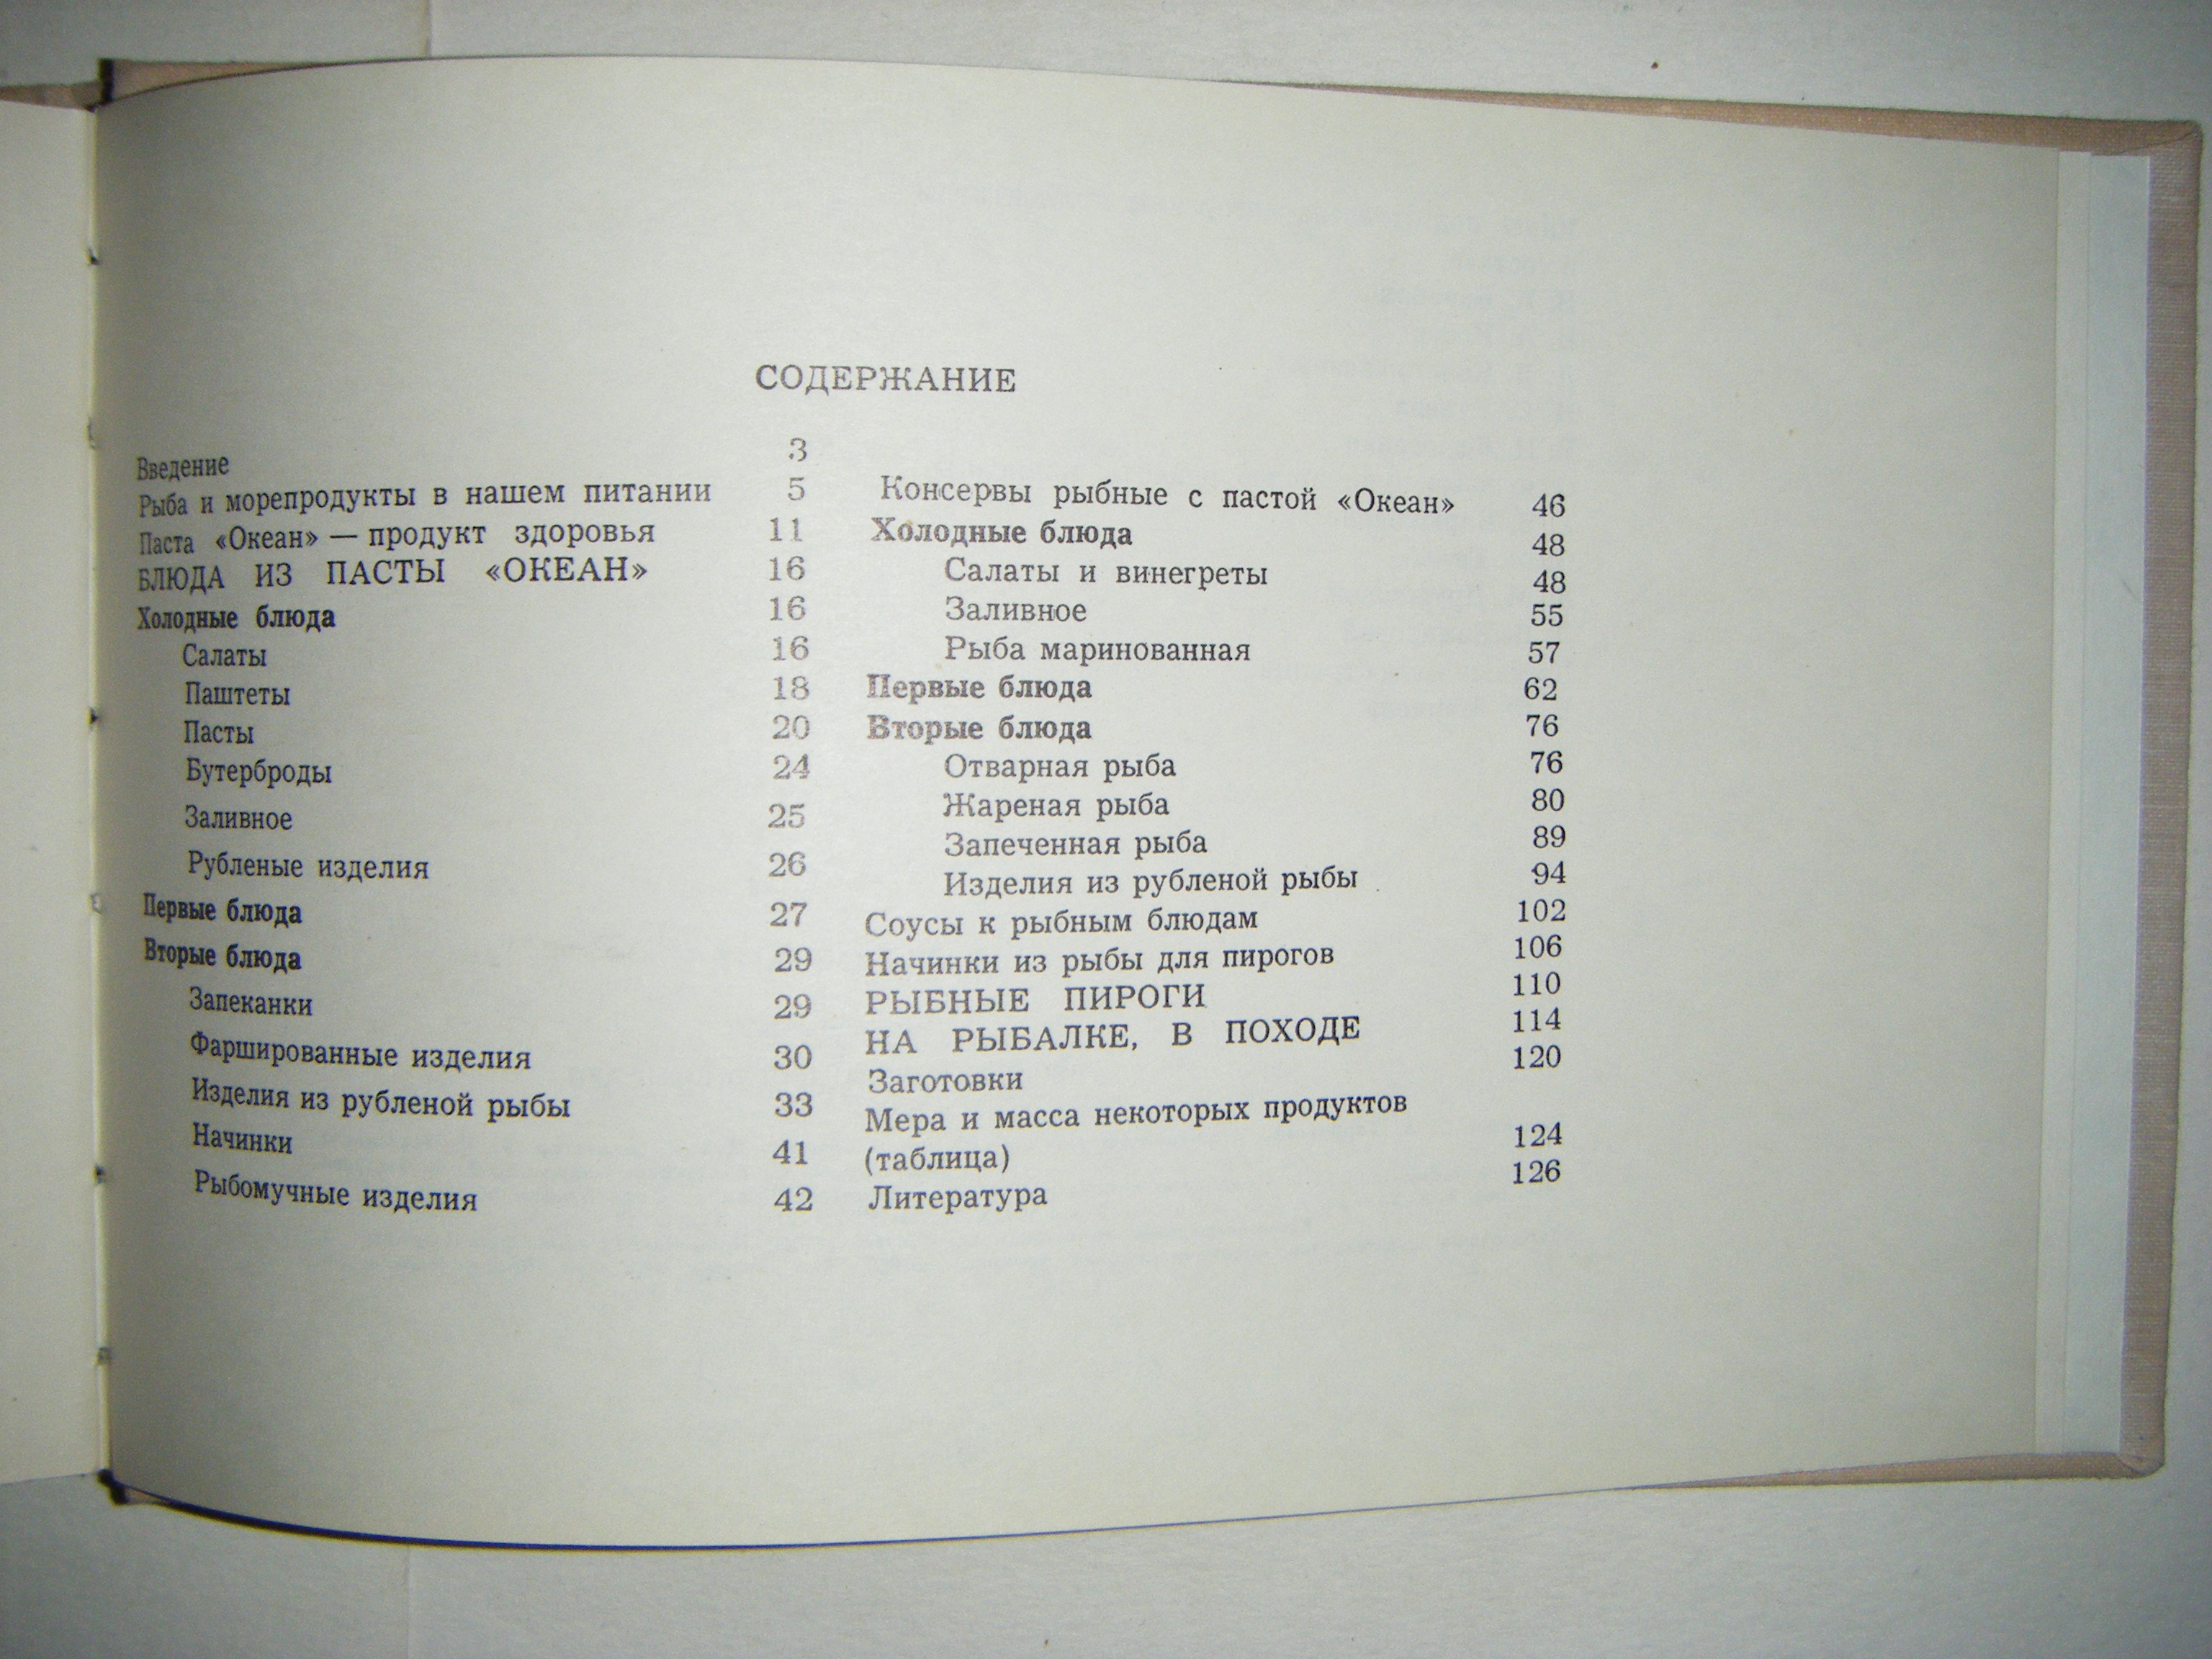 СОДЕРЖАНИЕ
Введение 3
Рыба и морепродукты в нашем питании 5
Паста «Океан» — продукт здоровья 11
БЛЮДА ИЗ ПАСТЫ «ОКЕАН» 16
Холодные блюда 16
Салаты 16
Паштеты 18
Пасты 20
Бутерброды 24
Заливное 25
Рубленые изделия 26
Первые блюда 27
Вторые блюда 29
Запеканки 29
Фаршированные изделия 30
Изделия из рубленой рыбы 33
Начинки 41
Рыбомучные изделия 42
Консервы рыбные с пастой «Океан» 46
Холодные блюда 48
Салаты и винегреты 48
Заливное 55
Рыба маринованная 57
Первые блюда 62
Вторые блюда 76
Отварная рыба 76
Жареная рыба 80
Запеченная рыба 89
Изделия из рубленой рыбы 94
Соусы к рыбным блюдам 102
Начинки из рыбы для пирогов 106
РЫБНЫЕ ПИРОГИ 110
НА РЫБАЛКЕ, В ПОХОДЕ 114
Заготовки 120
Мера и масса некоторых продуктов
(таблица) 124
Литература 126